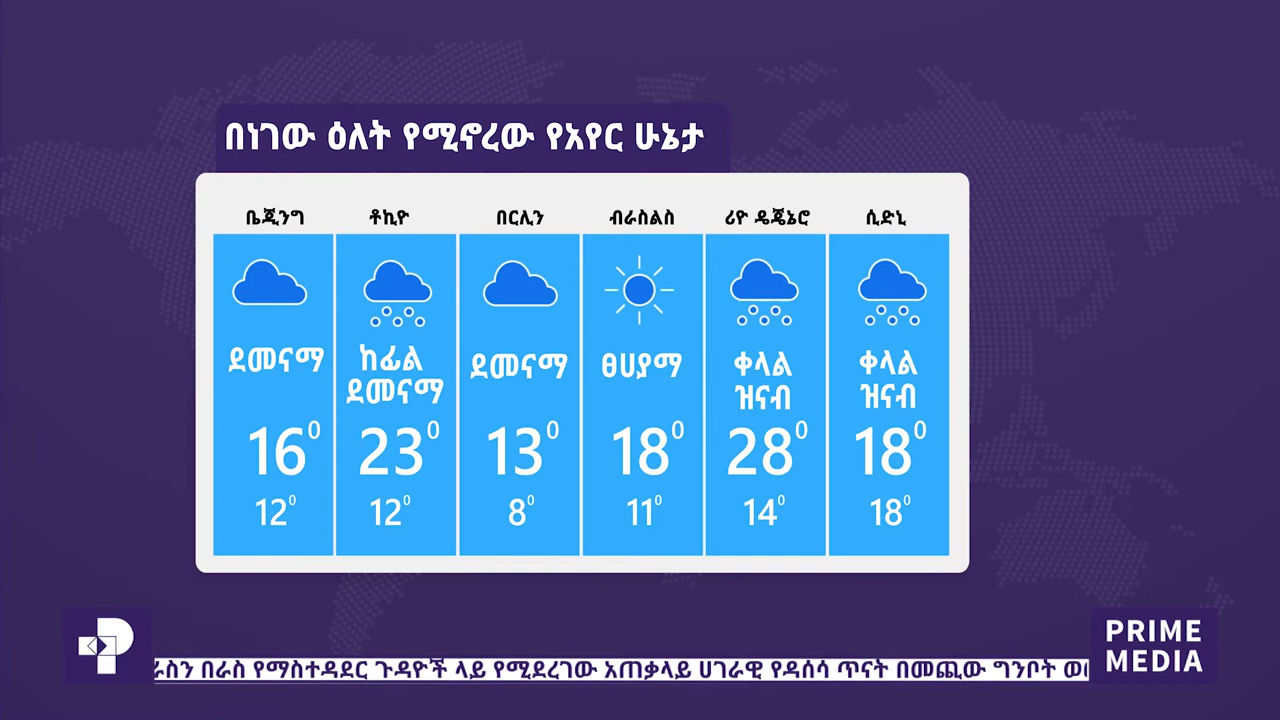 በነገው ዕለት የሚኖረው የአየር ሁኔታ
ቤጂንግ
ቶኪዮ
በርሊን
ብራስልስ
ሪዮ ዴጄኔሮ
ሲድኒ
ደመናማ
ከፊል
ደመናማ
ደመናማ
ፀሀያማ
ቀላል
ዝናብ
ቀላል
ዝናብ
16⁰ 23⁰ 13⁰ 18⁰ 28⁰ 18⁰
12⁰ 12⁰ 8⁰ 11⁰ 14⁰ 18⁰
PRIME
MEDIA
ራስን በራስ የማስተዳደር ጉዳዮች ላይ የሚደረገው አጠቃላይ ሀገራዊ የዳሰሳ ጥናት በመጪው ግንቦት